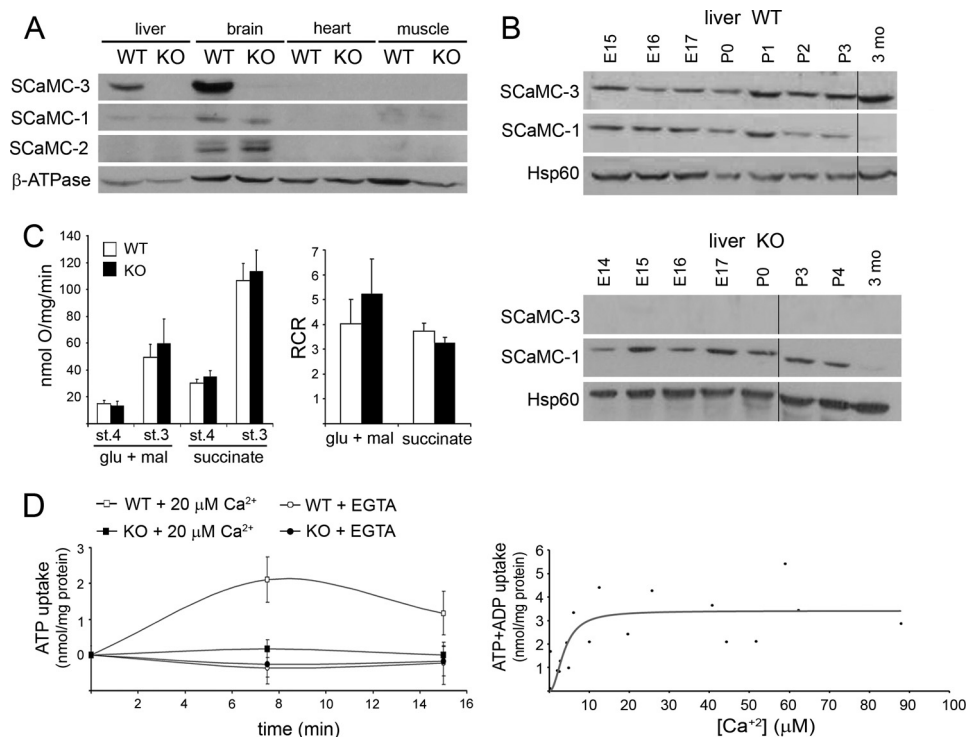 A
liver brain heart muscle
WT KO WT KO WT KO WT KO
SCaMC-3
SCaMC-1
SCaMC-2
β-ATPase
B
liver WT
E15 E16 E17 P0 P1 P2 P3 3 mo
SCaMC-3
SCaMC-1
Hsp60
liver KO
E14 E15 E16 E17 P0 P3 P4 3 mo
SCaMC-3
SCaMC-1
Hsp60
C
nmol O/mg/min
140
120
100
80
60
40
20
WT
KO
st.4 st.3 st.4 st.3
glu + mal succinate
RCR
8
7
6
5
4
3
2
1
0
glu + mal succinate
D
WT + 20 μM Ca²⁺ WT + EGTA
KO + 20 μM Ca²⁺ KO + EGTA
ATP uptake
(nmol/mg protein)
3
2
1
0
0 2 4 6 8 10 12 14 16
time (min)
ATP+ADP uptake
(nmol/mg protein)
6
5
4
3
2
1
0
0 10 20 30 40 50 60 70 80 90 100
[Ca⁺²] (μM)